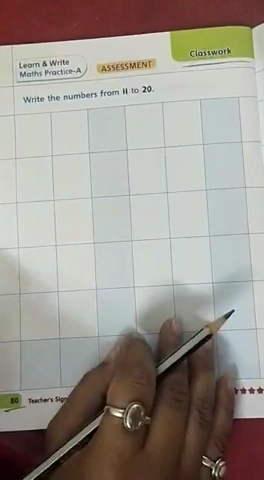 Learn & Write
Maths Practice-A
ASSESSMENT
Classwork
Write the numbers from 11 to 20.
80
Teacher's Sign